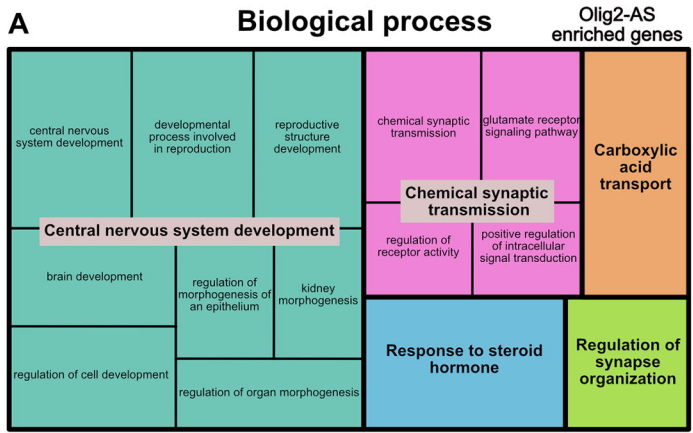 A
Biological process
Olig2-AS
enriched genes
central nervous
system development
developmental
process involved
in reproduction
reproductive
structure
development
Central nervous system development
brain development
regulation of
morphogenesis of
an epithelium
kidney
morphogenesis
regulation of cell development
regulation of organ morphogenesis
chemical synaptic
transmission
glutamate receptor
signaling pathway
Chemical synaptic
transmission
regulation of
receptor activity
positive regulation
of intracellular
signal transduction
Carboxylic
acid
transport
Response to steroid
hormone
Regulation of
synapse
organization